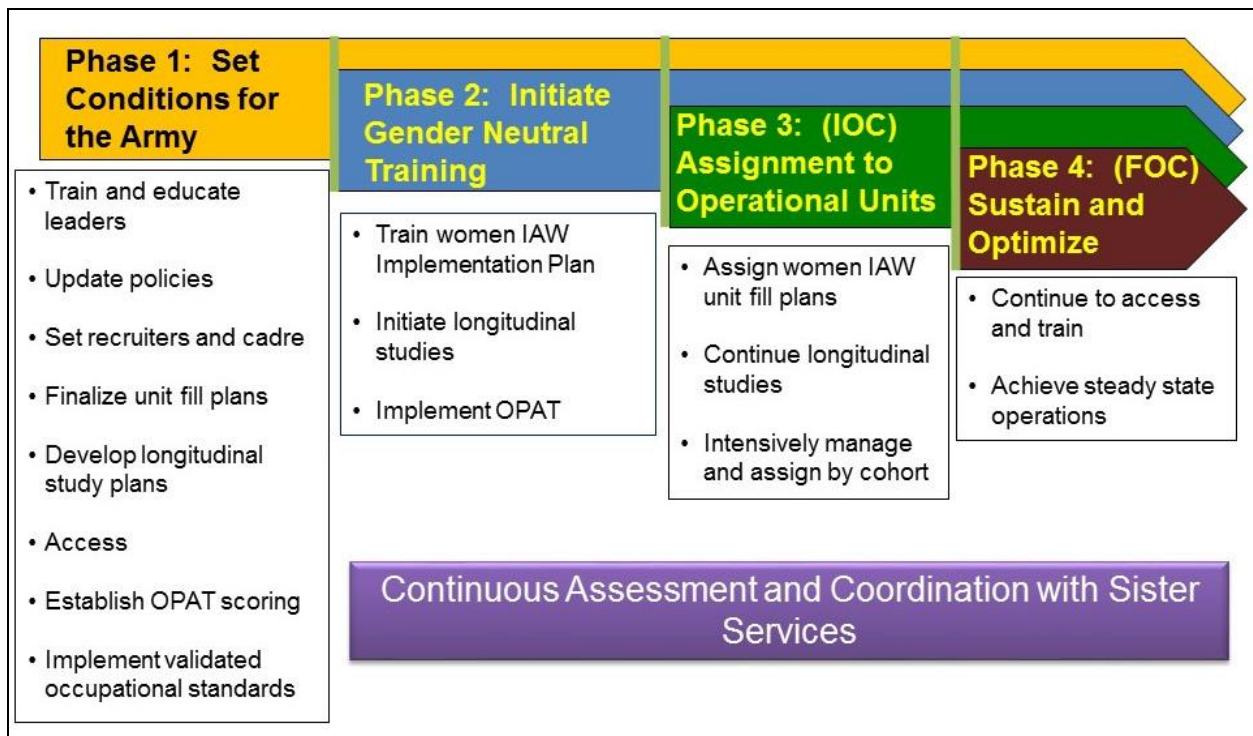 Phase 1: Set
Conditions for
the Army
• Train and educate
leaders
• Update policies
• Set recruiters and cadre
• Finalize unit fill plans
• Develop longitudinal
study plans
• Access
• Establish OPAT scoring
• Implement validated
occupational standards
Phase 2: Initiate
Gender Neutral
Training
• Train women IAW
Implementation Plan
• Initiate longitudinal
studies
• Implement OPAT
Phase 3: (IOC)
Assignment to
Operational Units
• Assign women IAW
unit fill plans
• Continue longitudinal
studies
• Intensively manage
and assign by cohort
Phase 4: (FOC)
Sustain and
Optimize
• Continue to access
and train
• Achieve steady state
operations
Continuous Assessment and Coordination with Sister
Services